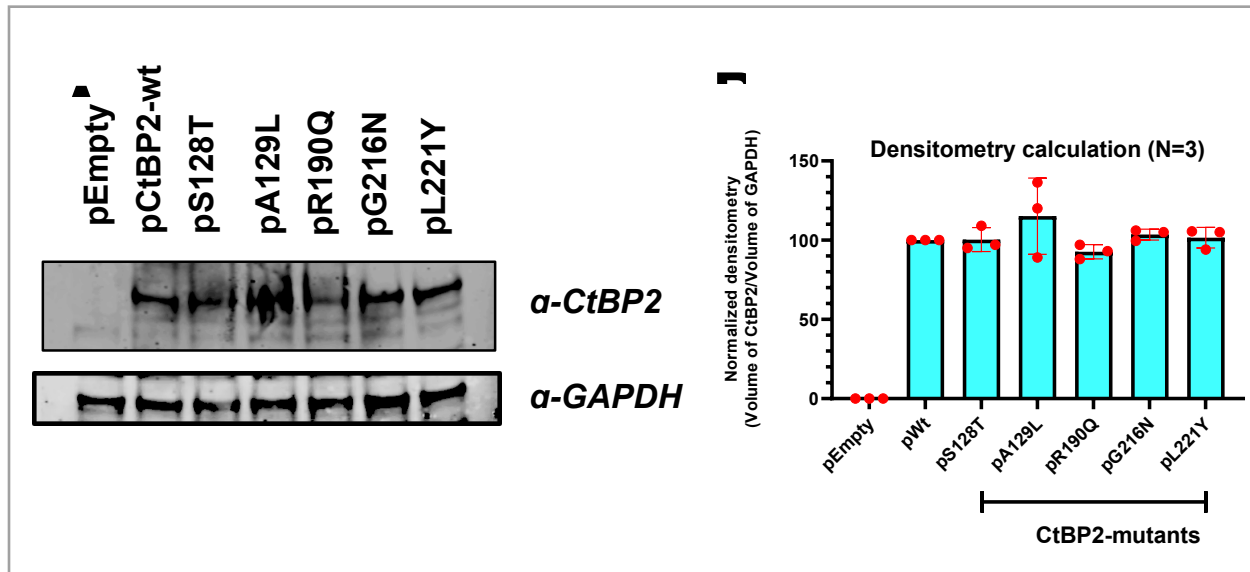 pEmpty
pCtBP2-wt
pS128T
pA129L
pR190Q
pG216N
pL221Y
α-CtBP2
α-GAPDH
Densitometry calculation (N=3)
Normalized densitometry
(Volume of CtBP2/Volume of GAPDH)
150
100
50
0
pEmpty
pWt
pS128T
pA129L
pR190Q
pG216N
pL221Y
CtBP2-mutants